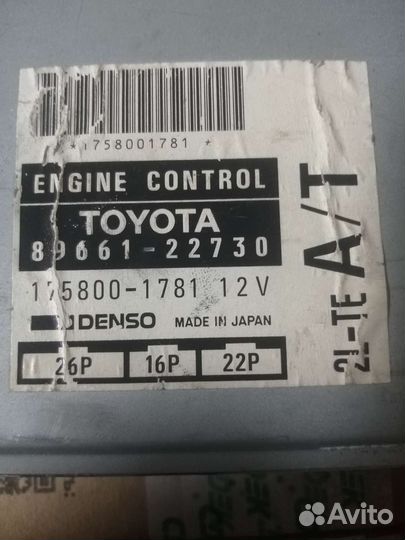 *1758001781*
ENGINE CONTROL
TOYOTA
89661-22730
175800-1781 12V
DENSO MADE IN JAPAN
26P 16P 22P
2L-TE A/T
Avito